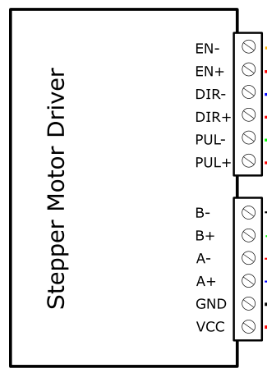 Stepper Motor Driver
EN-
EN+
DIR-
DIR+
PUL-
PUL+
B-
B+
A-
A+
GND
VCC